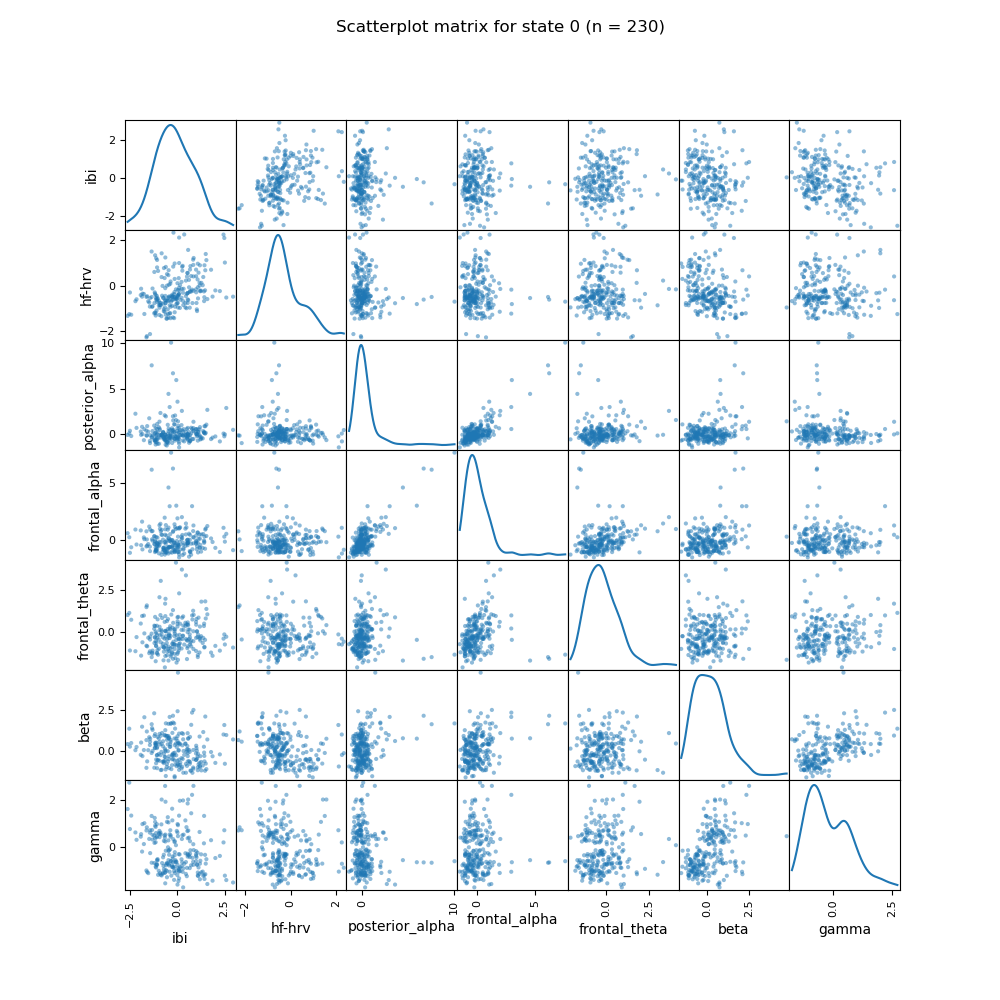 Scatterplot matrix for state 0 (n = 230)
2
0
−2
ibi
2
0
−2
hf-hrv
10
5
0
posterior_alpha
5
0
frontal_alpha
2.5
0.0
frontal_theta
2.5
0.0
beta
2
0
gamma
−2.5 0.0 2.5 −2 0 2 0 10 0 5 0.0 2.5 0.0 2.5 0.0 2.5
ibi hf-hrv posterior_alpha frontal_alpha frontal_theta beta gamma